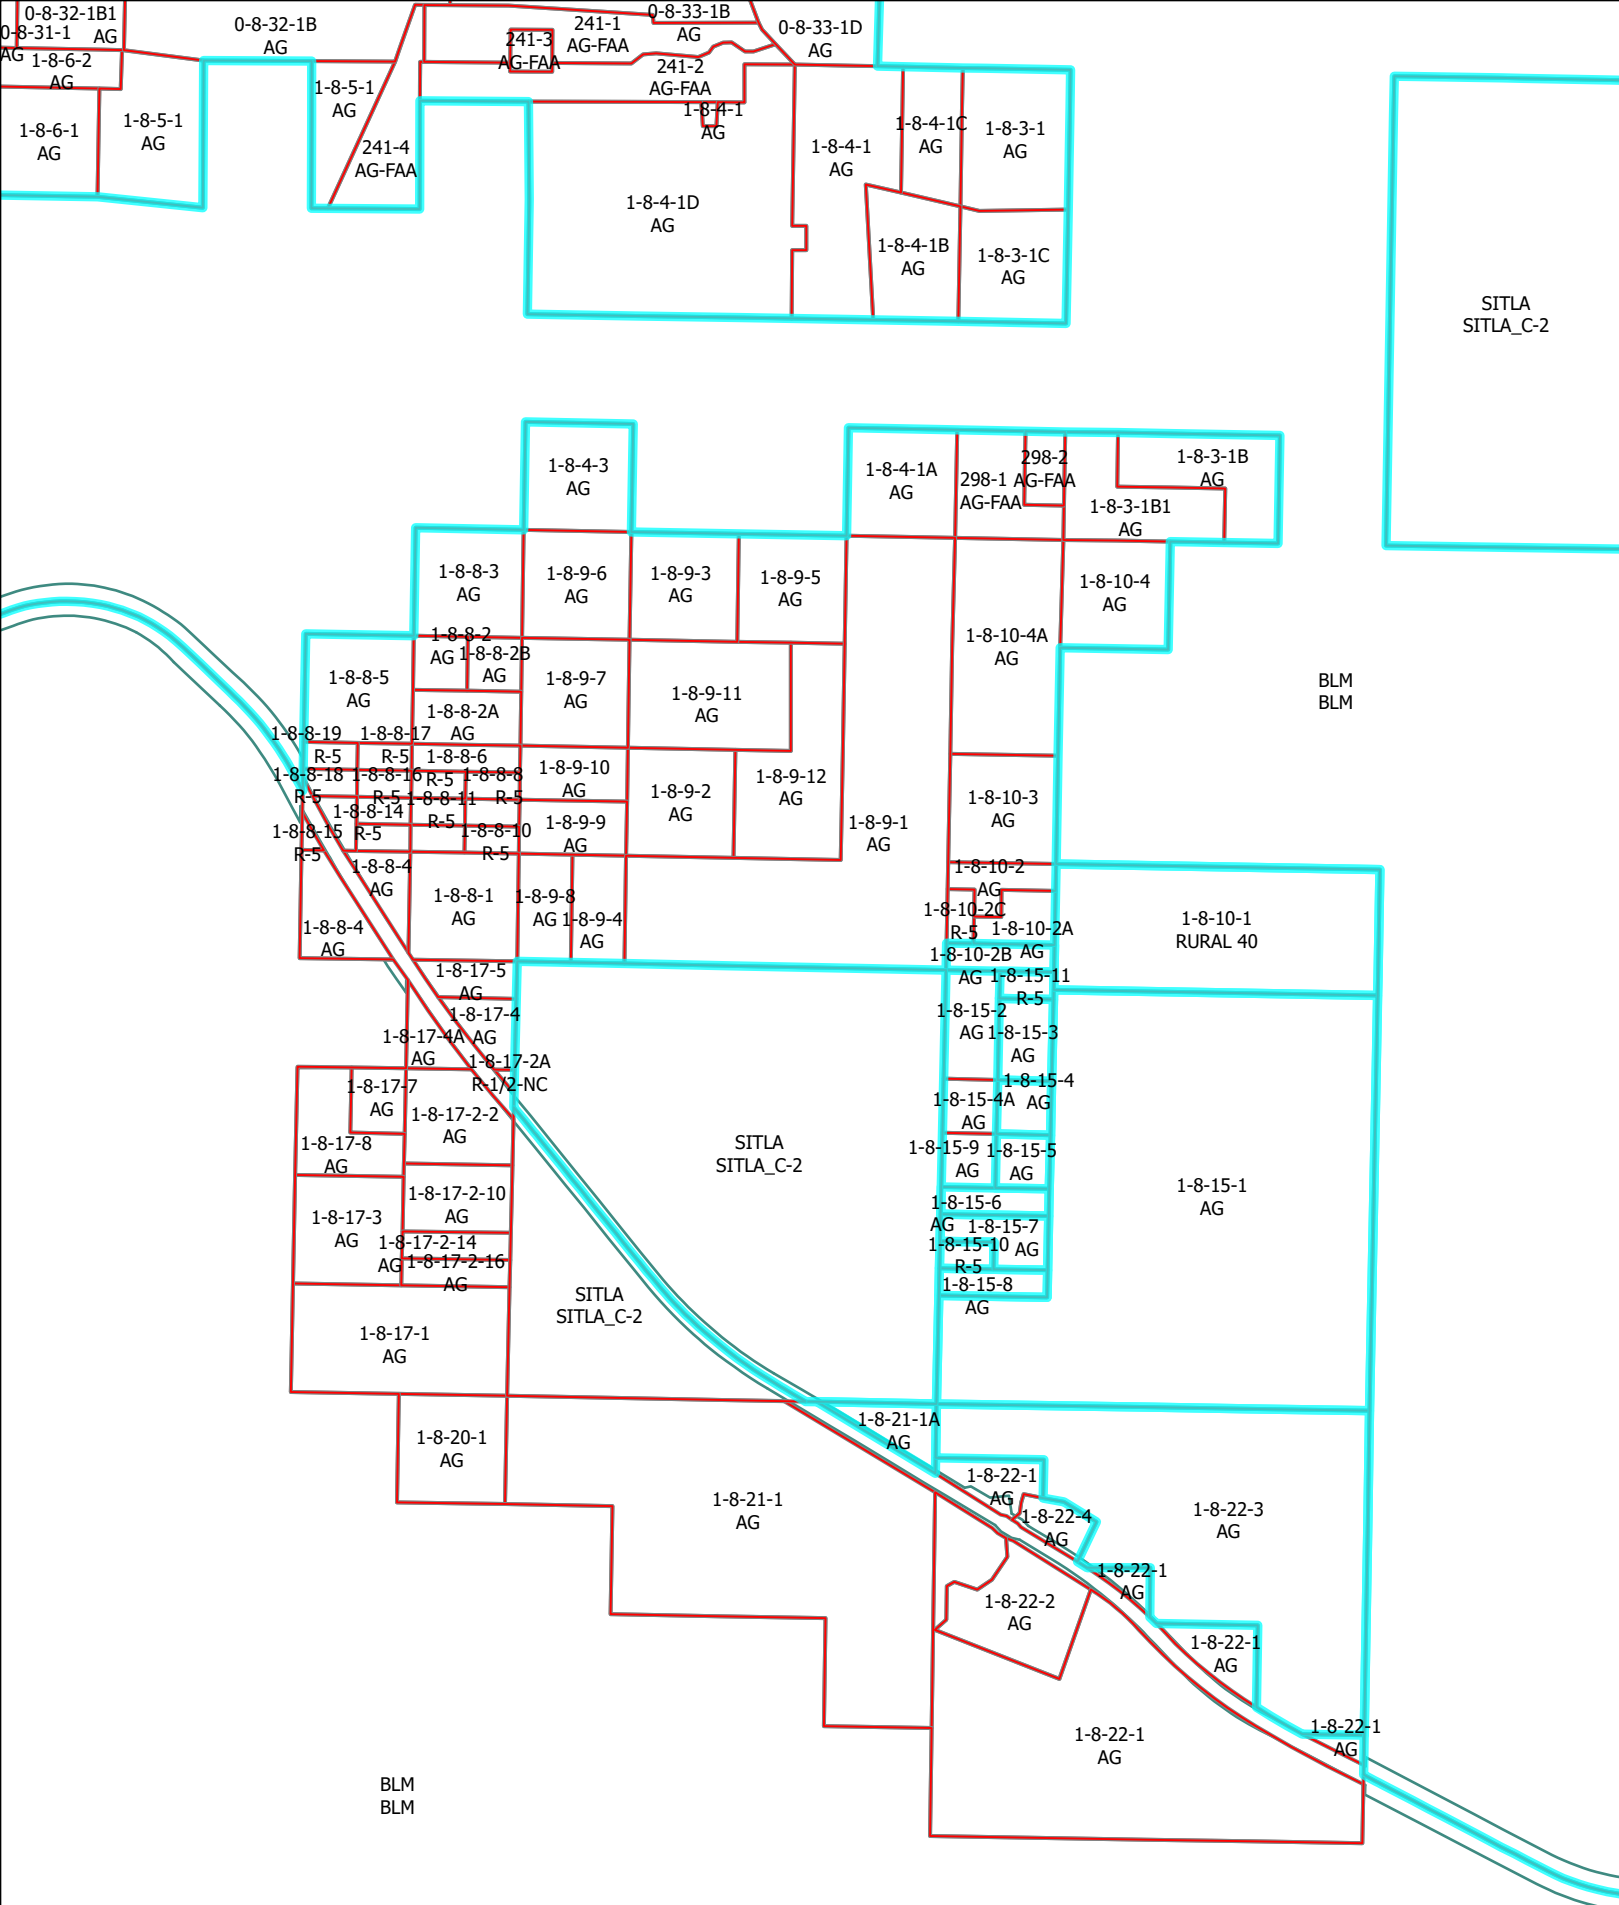 0-8-32-1B1
AG
0-8-31-1
AG
1-8-6-2
AG
0-8-32-1B
AG
1-8-6-1
AG
1-8-5-1
AG
1-8-5-1
AG
241-4
AG-FAA
241-3
AG-FAA
241-1
AG-FAA
0-8-33-1B
AG
0-8-33-1D
AG
241-2
AG-FAA
1-8-4-1
AG
1-8-4-1D
AG
1-8-4-1
AG
1-8-4-1C
AG
1-8-3-1
AG
1-8-4-1B
AG
1-8-3-1C
AG
SITLA
SITLA_C-2
1-8-4-3
AG
1-8-4-1A
AG
298-1
AG-FAA
298-2
AG-FAA
1-8-3-1B
AG
1-8-3-1B1
AG
1-8-8-3
AG
1-8-9-6
AG
1-8-9-3
AG
1-8-9-5
AG
1-8-10-4
AG
1-8-10-4A
AG
1-8-8-2
AG
1-8-8-2B
AG
1-8-8-5
AG
1-8-9-7
AG
1-8-9-11
AG
BLM
BLM
1-8-8-2A
AG
1-8-8-19
R-5
1-8-8-17
R-5
1-8-8-6
R-5
1-8-8-18
R-5
1-8-8-16
R-5
1-8-8-8
R-5
1-8-9-10
AG
1-8-9-2
AG
1-8-9-12
AG
1-8-10-3
AG
1-8-8-11
R-5
1-8-8-14
R-5
1-8-8-15
R-5
1-8-8-10
R-5
1-8-9-9
AG
1-8-9-1
AG
1-8-8-4
AG
1-8-8-1
AG
1-8-9-8
AG
1-8-9-4
AG
1-8-8-4
AG
1-8-10-2
AG
1-8-10-2C
R-5
1-8-10-2A
AG
1-8-10-1
RURAL 40
1-8-10-2B
AG
1-8-15-11
R-5
1-8-17-5
AG
1-8-17-4
AG
1-8-17-4A
AG
1-8-17-2A
R-1/2-NC
1-8-15-2
AG
1-8-15-3
AG
1-8-15-4
AG
1-8-15-4A
AG
1-8-17-7
AG
1-8-17-2-2
AG
1-8-17-8
AG
SITLA
SITLA_C-2
1-8-15-9
AG
1-8-15-5
AG
1-8-15-1
AG
1-8-17-2-10
AG
1-8-17-3
AG
1-8-17-2-14
AG
1-8-17-2-16
AG
1-8-15-6
AG
1-8-15-7
AG
1-8-15-10
R-5
1-8-15-8
AG
SITLA
SITLA_C-2
1-8-17-1
AG
1-8-20-1
AG
1-8-21-1A
AG
1-8-21-1
AG
1-8-22-1
AG
1-8-22-4
AG
1-8-22-3
AG
1-8-22-1
AG
1-8-22-2
AG
1-8-22-1
AG
1-8-22-1
AG
1-8-22-1
AG
BLM
BLM